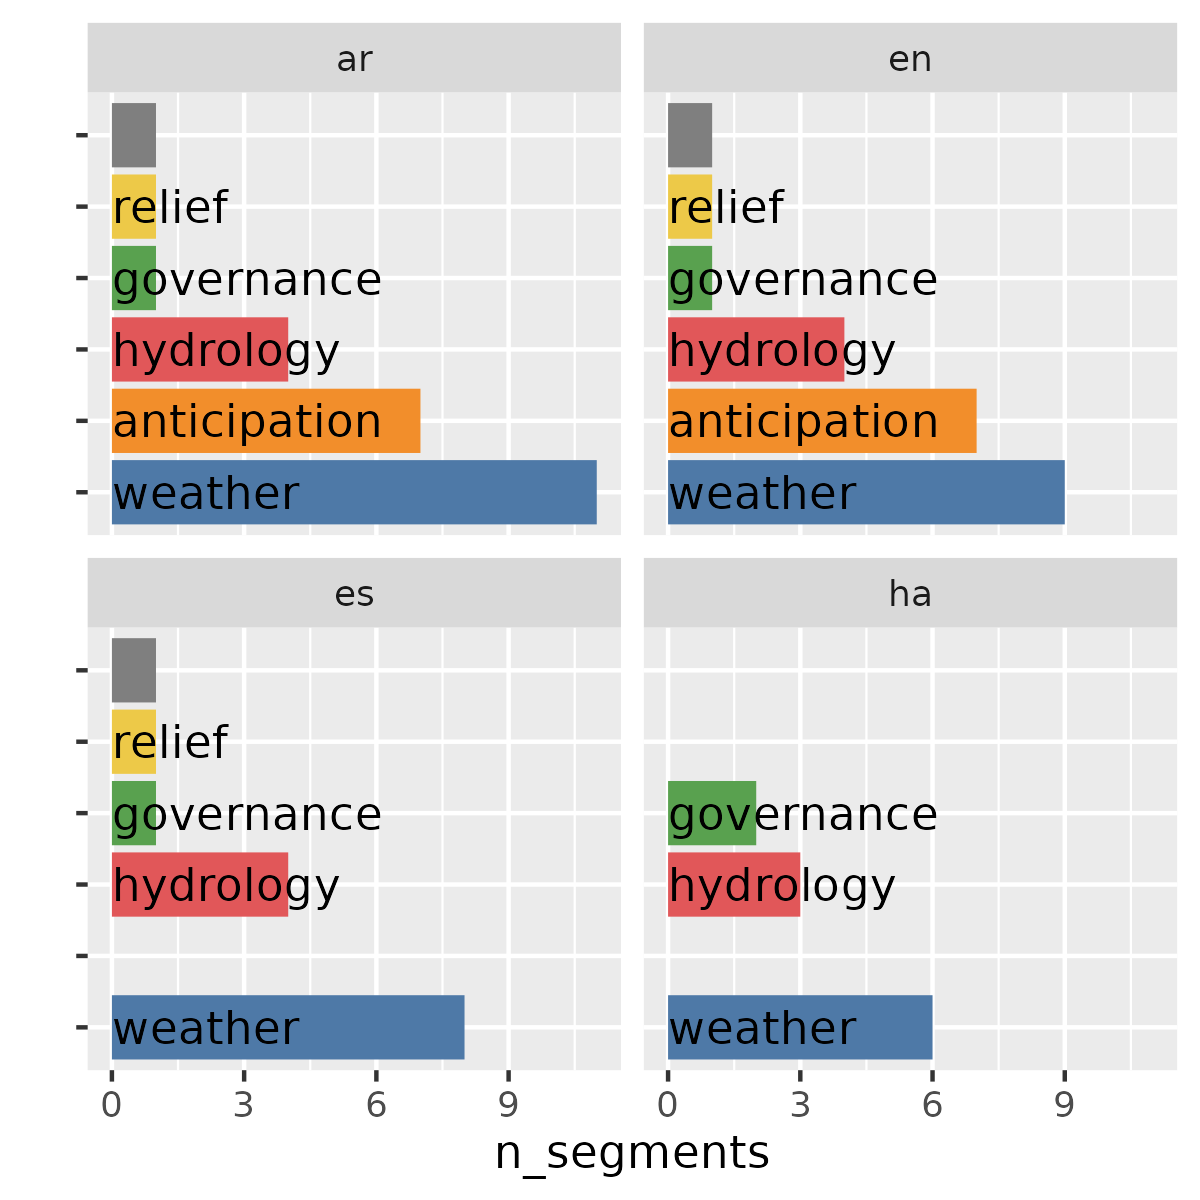 ar
relief
governance
hydrology
anticipation
weather
en
relief
governance
hydrology
anticipation
weather
es
relief
governance
hydrology
weather
ha
governance
hydrology
weather
0 3 6 9
0 3 6 9
n_segments